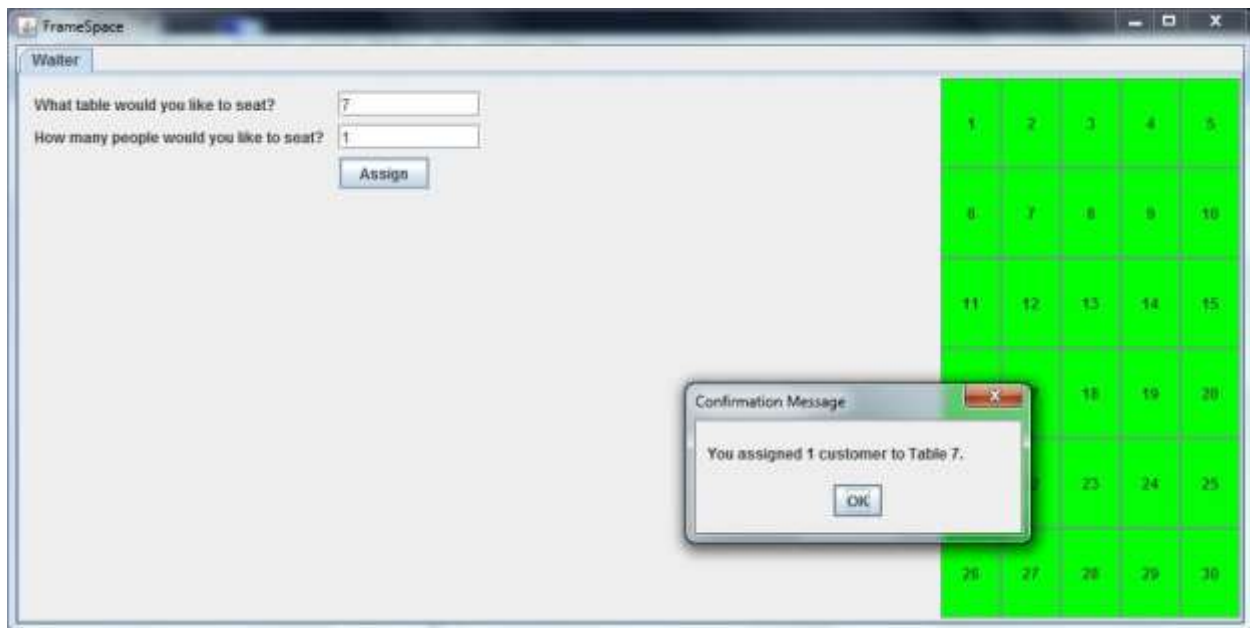 FrameSpace
Waiter
What table would you like to seat? 7
How many people would you like to seat? 1
Assign
1 2 3 4 5
6 7 8 9 10
11 12 13 14 15
18 19 20
23 24 25
26 27 28 29 30
Confirmation Message
You assigned 1 customer to Table 7.
OK